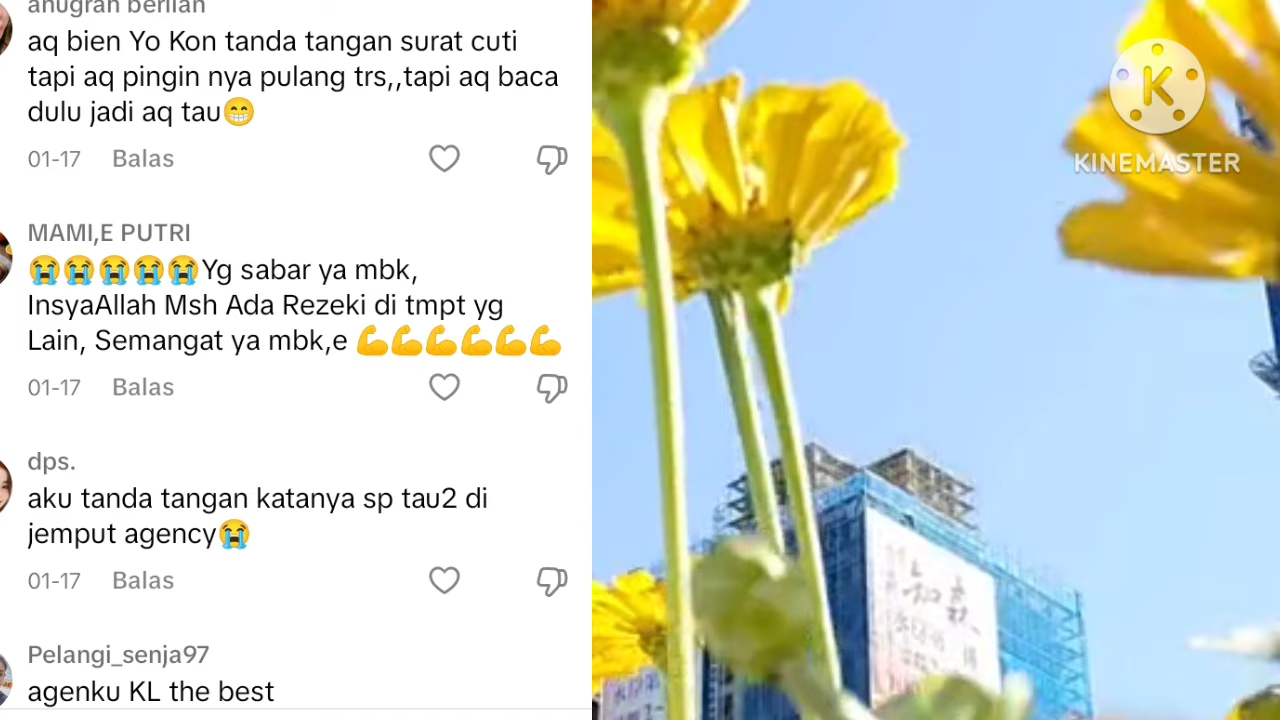 anugrah berlian
aq bien Yo Kon tanda tangan surat cuti
tapi aq pingin nya pulang trs,,tapi aq baca
dulu jadi aq tau😁
01-17 Balas
MAMI,E PUTRI
😭😭😭😭😭Yg sabar ya mbk,
InsyaAllah Msh Ada Rezeki di tmpt yg
Lain, Semangat ya mbk,e 💪💪💪💪💪💪
01-17 Balas
dps.
aku tanda tangan katanya sp tau2 di
jemput agency😭
01-17 Balas
Pelangi_senja97
agenku KL the best
K
KINEMASTER